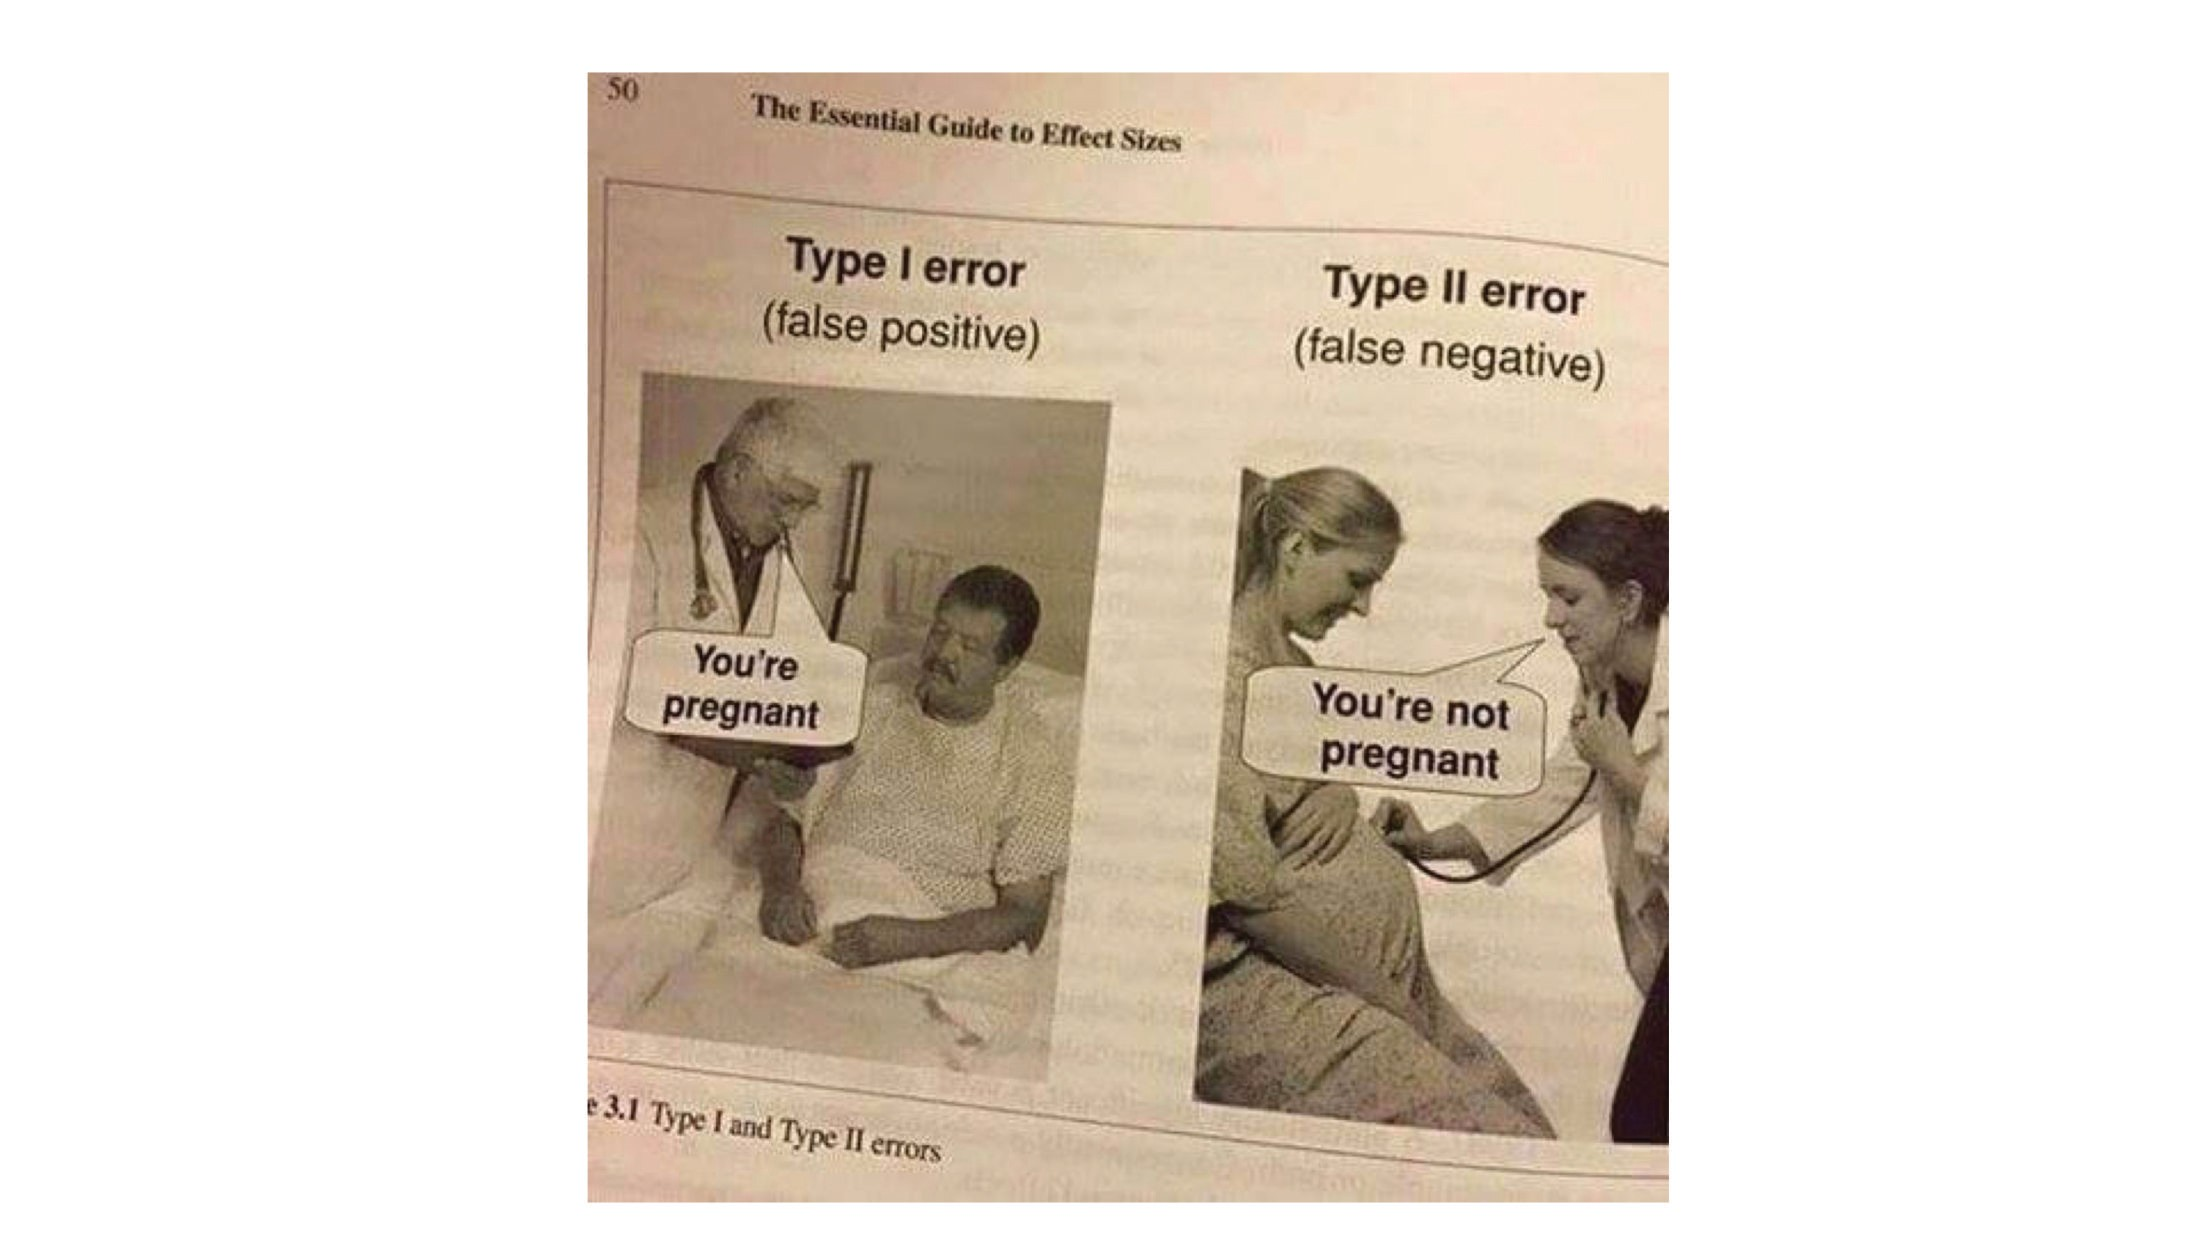 50
The Essential Guide to Effect Sizes
Type I error
(false positive)
Type II error
(false negative)
You're
pregnant
You're not
pregnant
e 3.1 Type I and Type II errors